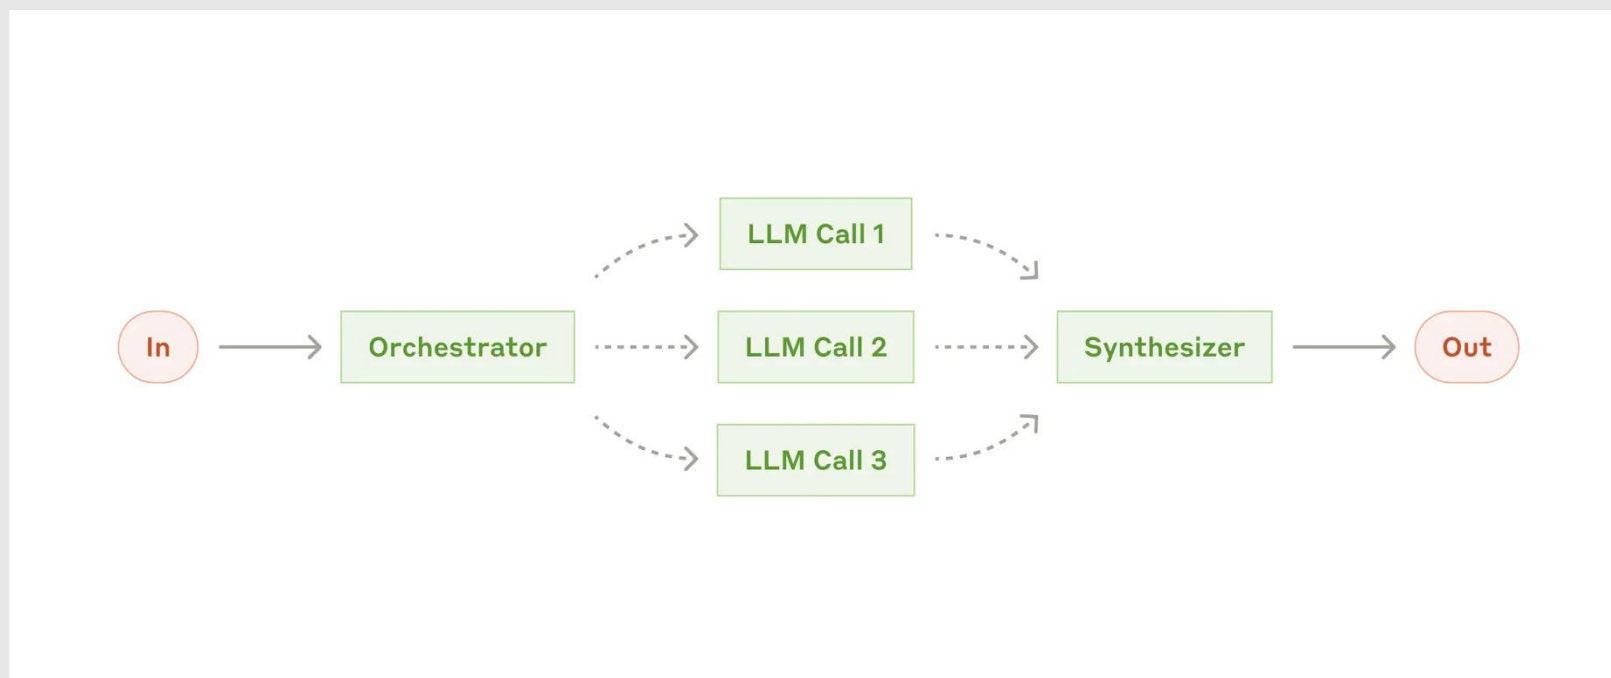 In
Orchestrator
LLM Call 1
LLM Call 2
LLM Call 3
Synthesizer
Out